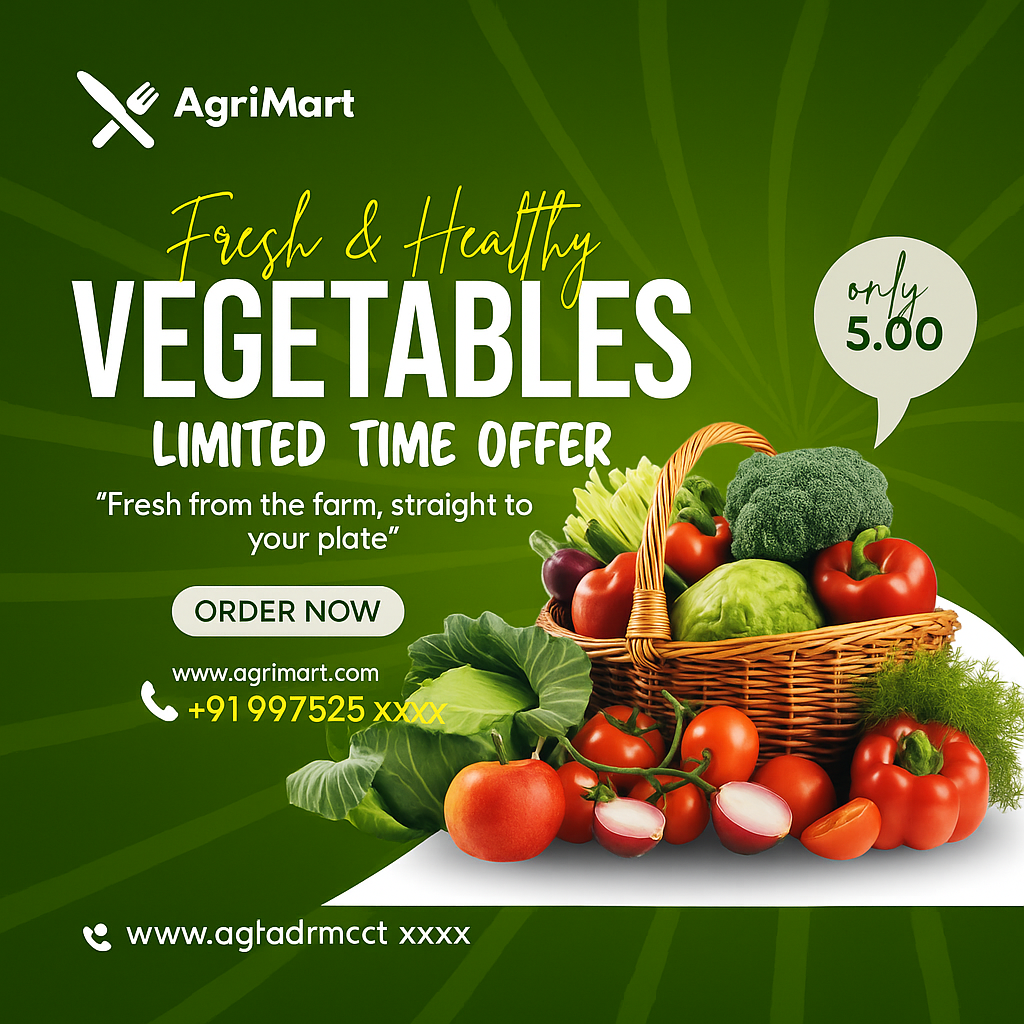 AgriMart
Fresh & Healthy
VEGETABLES
LIMITED TIME OFFER
"Fresh from the farm, straight to
your plate"
only
5.00
ORDER NOW
www.agrimart.com
+91 997525 xxxx
www.agtadrmcct xxxx